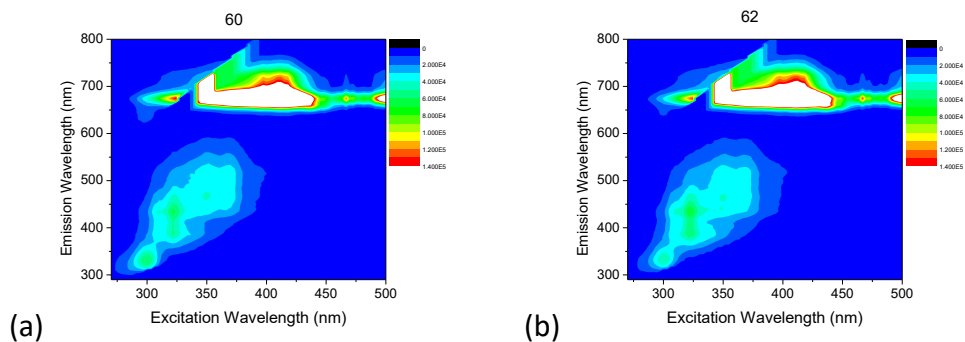 60
800
700
600
500
400
300
Emission Wavelength (nm)
300
350
400
450
500
Excitation Wavelength (nm)
0
2.000E4
4.000E4
6.000E4
8.000E4
1.000E5
1.200E5
1.400E5
(a)
62
800
700
600
500
400
300
Emission Wavelength (nm)
300
350
400
450
500
Excitation Wavelength (nm)
0
2.000E4
4.000E4
6.000E4
8.000E4
1.000E5
1.200E5
1.400E5
(b)